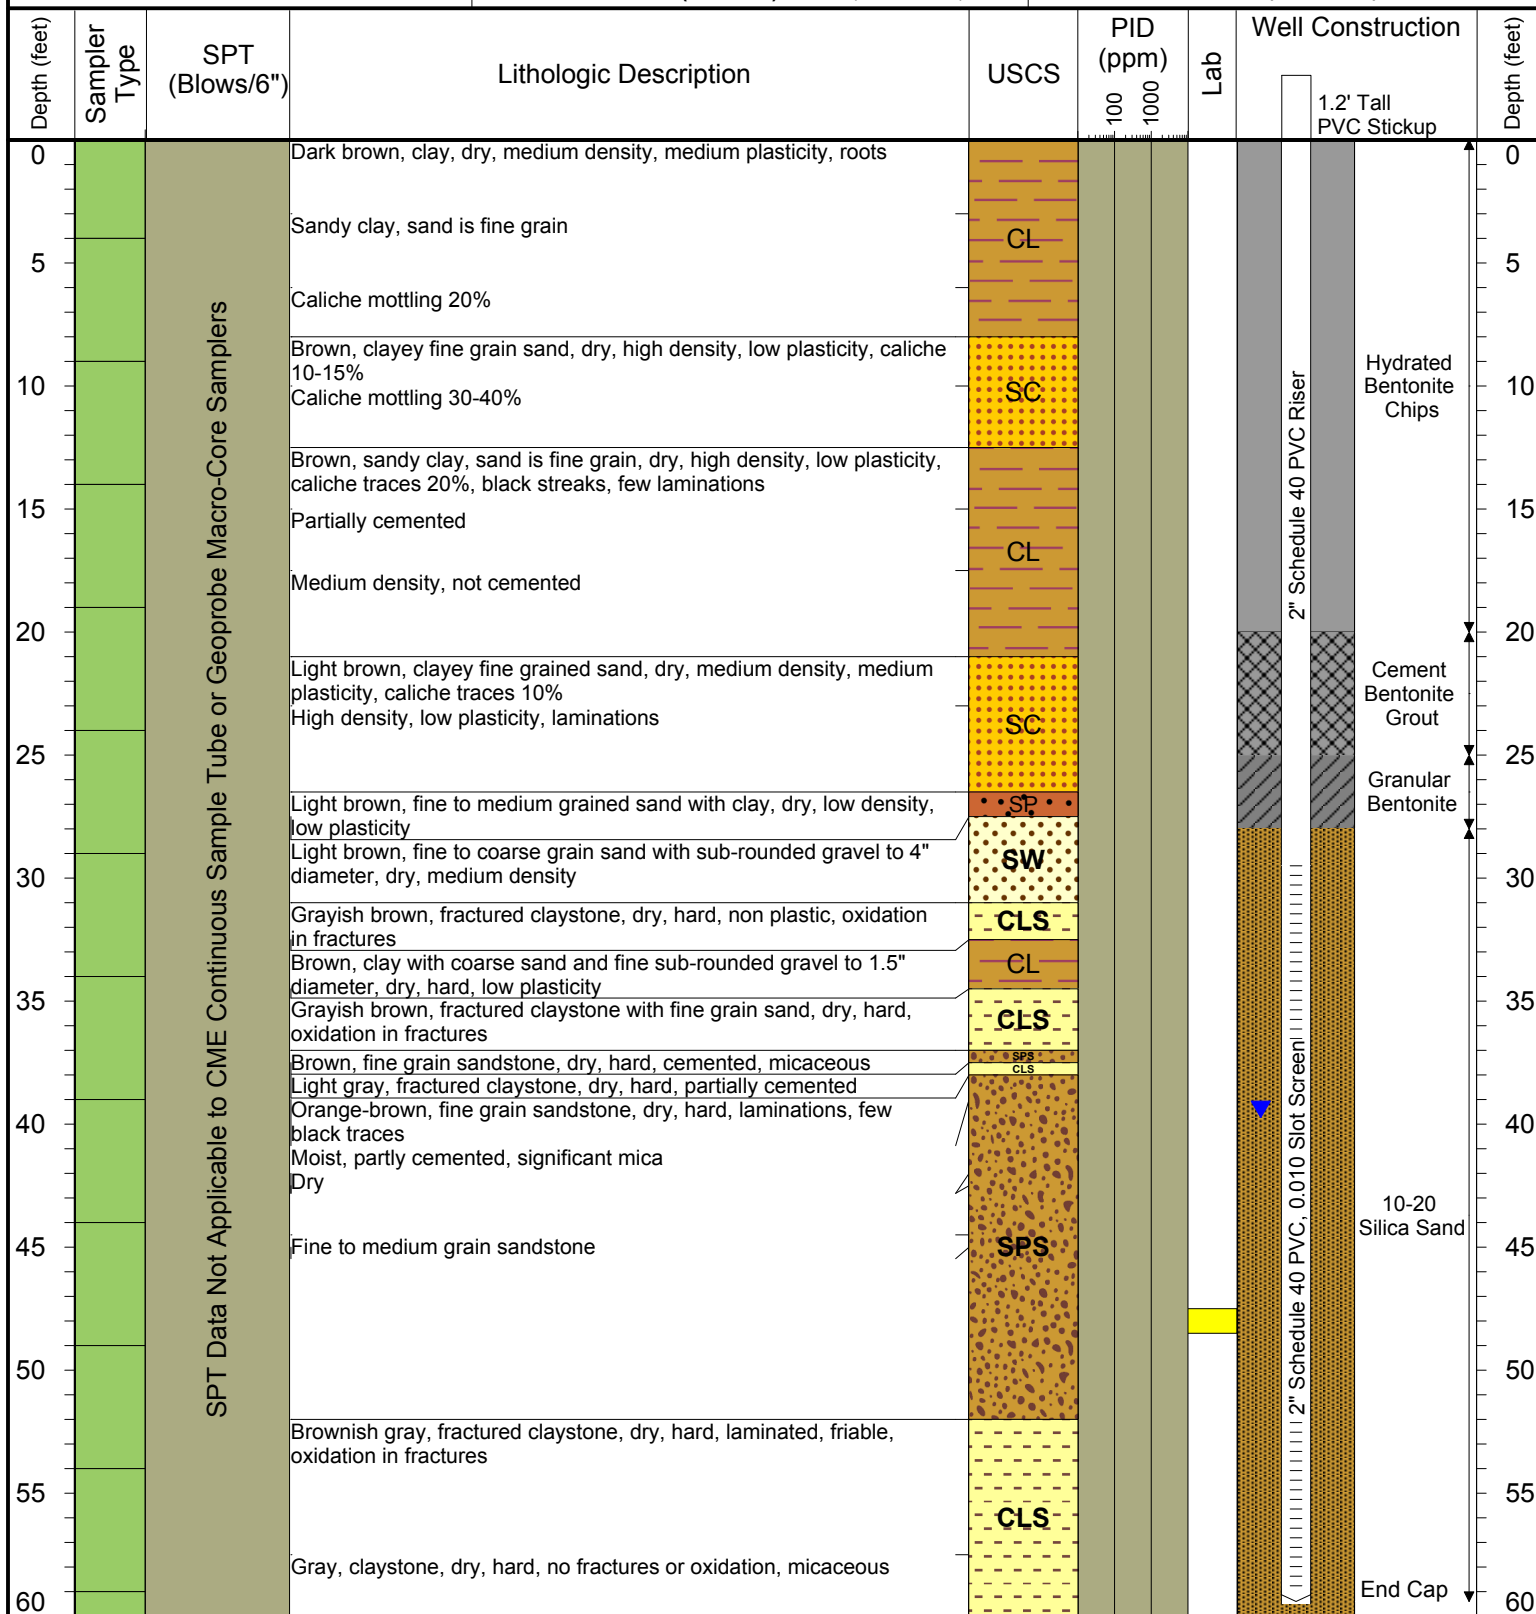 Depth (feet)
Sampler
Type
SPT
(Blows/6")
Lithologic Description
USCS
PID
(ppm)
100
1000
Lab
Well Construction
1.2' Tall
PVC Stickup
Depth (feet)
0
5
10
15
20
25
30
35
40
45
50
55
60
SPT Data Not Applicable to CME Continuous Sample Tube or Geoprobe Macro-Core Samplers
Dark brown, clay, dry, medium density, medium plasticity, roots
Sandy clay, sand is fine grain
Caliche mottling 20%
Brown, clayey fine grain sand, dry, high density, low plasticity, caliche
10-15%
Caliche mottling 30-40%
Brown, sandy clay, sand is fine grain, dry, high density, low plasticity,
caliche traces 20%, black streaks, few laminations
Partially cemented
Medium density, not cemented
Light brown, clayey fine grained sand, dry, medium density, medium
plasticity, caliche traces 10%
High density, low plasticity, laminations
Light brown, fine to medium grained sand with clay, dry, low density,
low plasticity
Light brown, fine to coarse grain sand with sub-rounded gravel to 4"
diameter, dry, medium density
Grayish brown, fractured claystone, dry, hard, non plastic, oxidation
in fractures
Brown, clay with coarse sand and fine sub-rounded gravel to 1.5"
diameter, dry, hard, low plasticity
Grayish brown, fractured claystone with fine grain sand, dry, hard,
oxidation in fractures
Brown, fine grain sandstone, dry, hard, cemented, micaceous
Light gray, fractured claystone, dry, hard, partially cemented
Orange-brown, fine grain sandstone, dry, hard, laminations, few
black traces
Moist, partly cemented, significant mica
Dry
Fine to medium grain sandstone
Brownish gray, fractured claystone, dry, hard, laminated, friable,
oxidation in fractures
Gray, claystone, dry, hard, no fractures or oxidation, micaceous
CL
SC
CL
SC
SP
SW
CLS
CL
CLS
SPS
CLS
SPS
CLS
2" Schedule 40 PVC Riser
2" Schedule 40 PVC, 0.010 Slot Screen
Hydrated
Bentonite
Chips
Cement
Bentonite
Grout
Granular
Bentonite
10-20
Silica Sand
End Cap
0
5
10
15
20
25
30
35
40
45
50
55
60